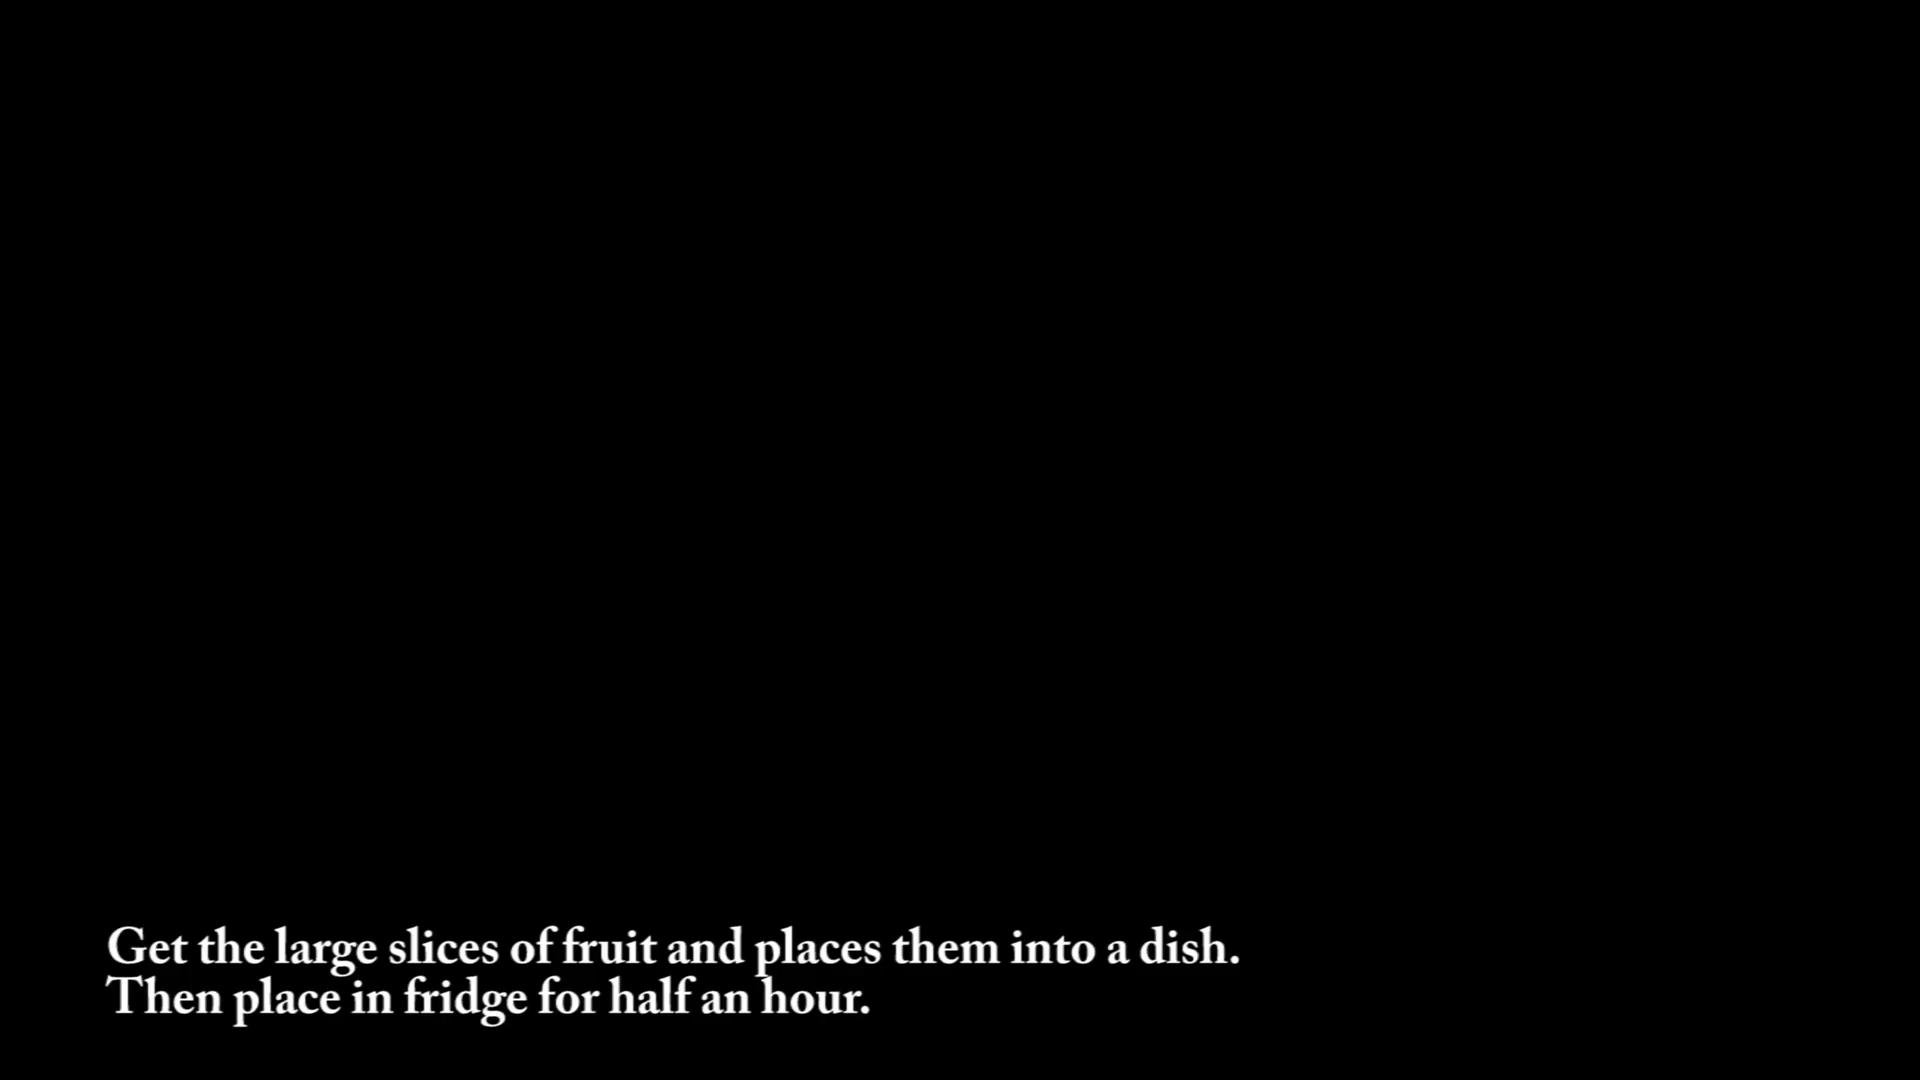 Get the large slices of fruit and places them into a dish.
Then place in fridge for half an hour.